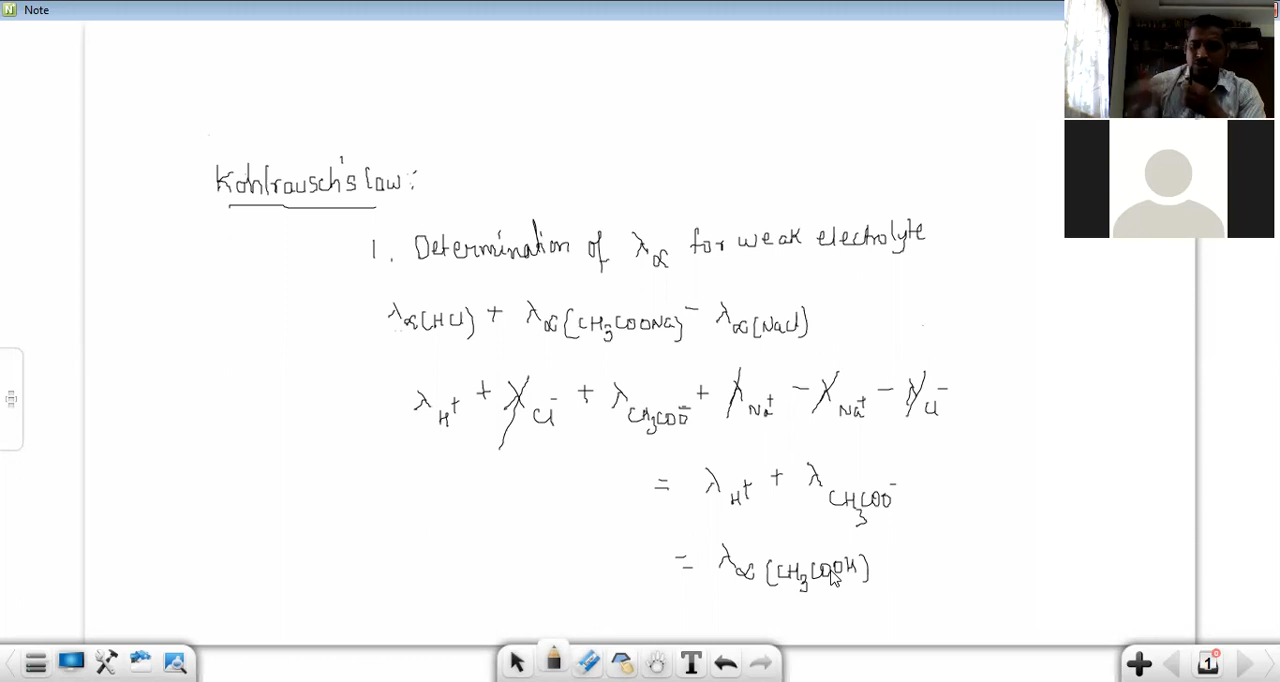 Note
Kohlrausch's law:
1. Determination of λ∝ for weak electrolyte
λ∝(HCl) + λ∝(CH3COONa) - λ∝(NaCl)
λH+ + λCl- + λCH3COO- + λNa+ - λNa+ - λCl-
= λH+ + λCH3COO-
= λ∝(CH3COOH)
T
1